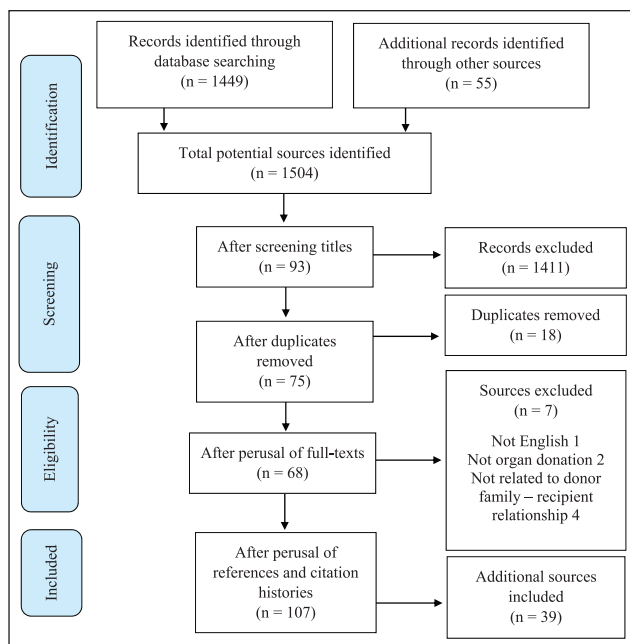 Identification
Records identified through
database searching
(n = 1449)
Additional records identified
through other sources
(n = 55)
Total potential sources identified
(n = 1504)
Screening
After screening titles
(n = 93)
Records excluded
(n = 1411)
After duplicates
removed
(n = 75)
Duplicates removed
(n = 18)
Eligibility
After perusal of full-texts
(n = 68)
Sources excluded
(n = 7)
Not English 1
Not organ donation 2
Not related to donor
family – recipient
relationship 4
Included
After perusal of
references and citation
histories
(n = 107)
Additional sources
included
(n = 39)